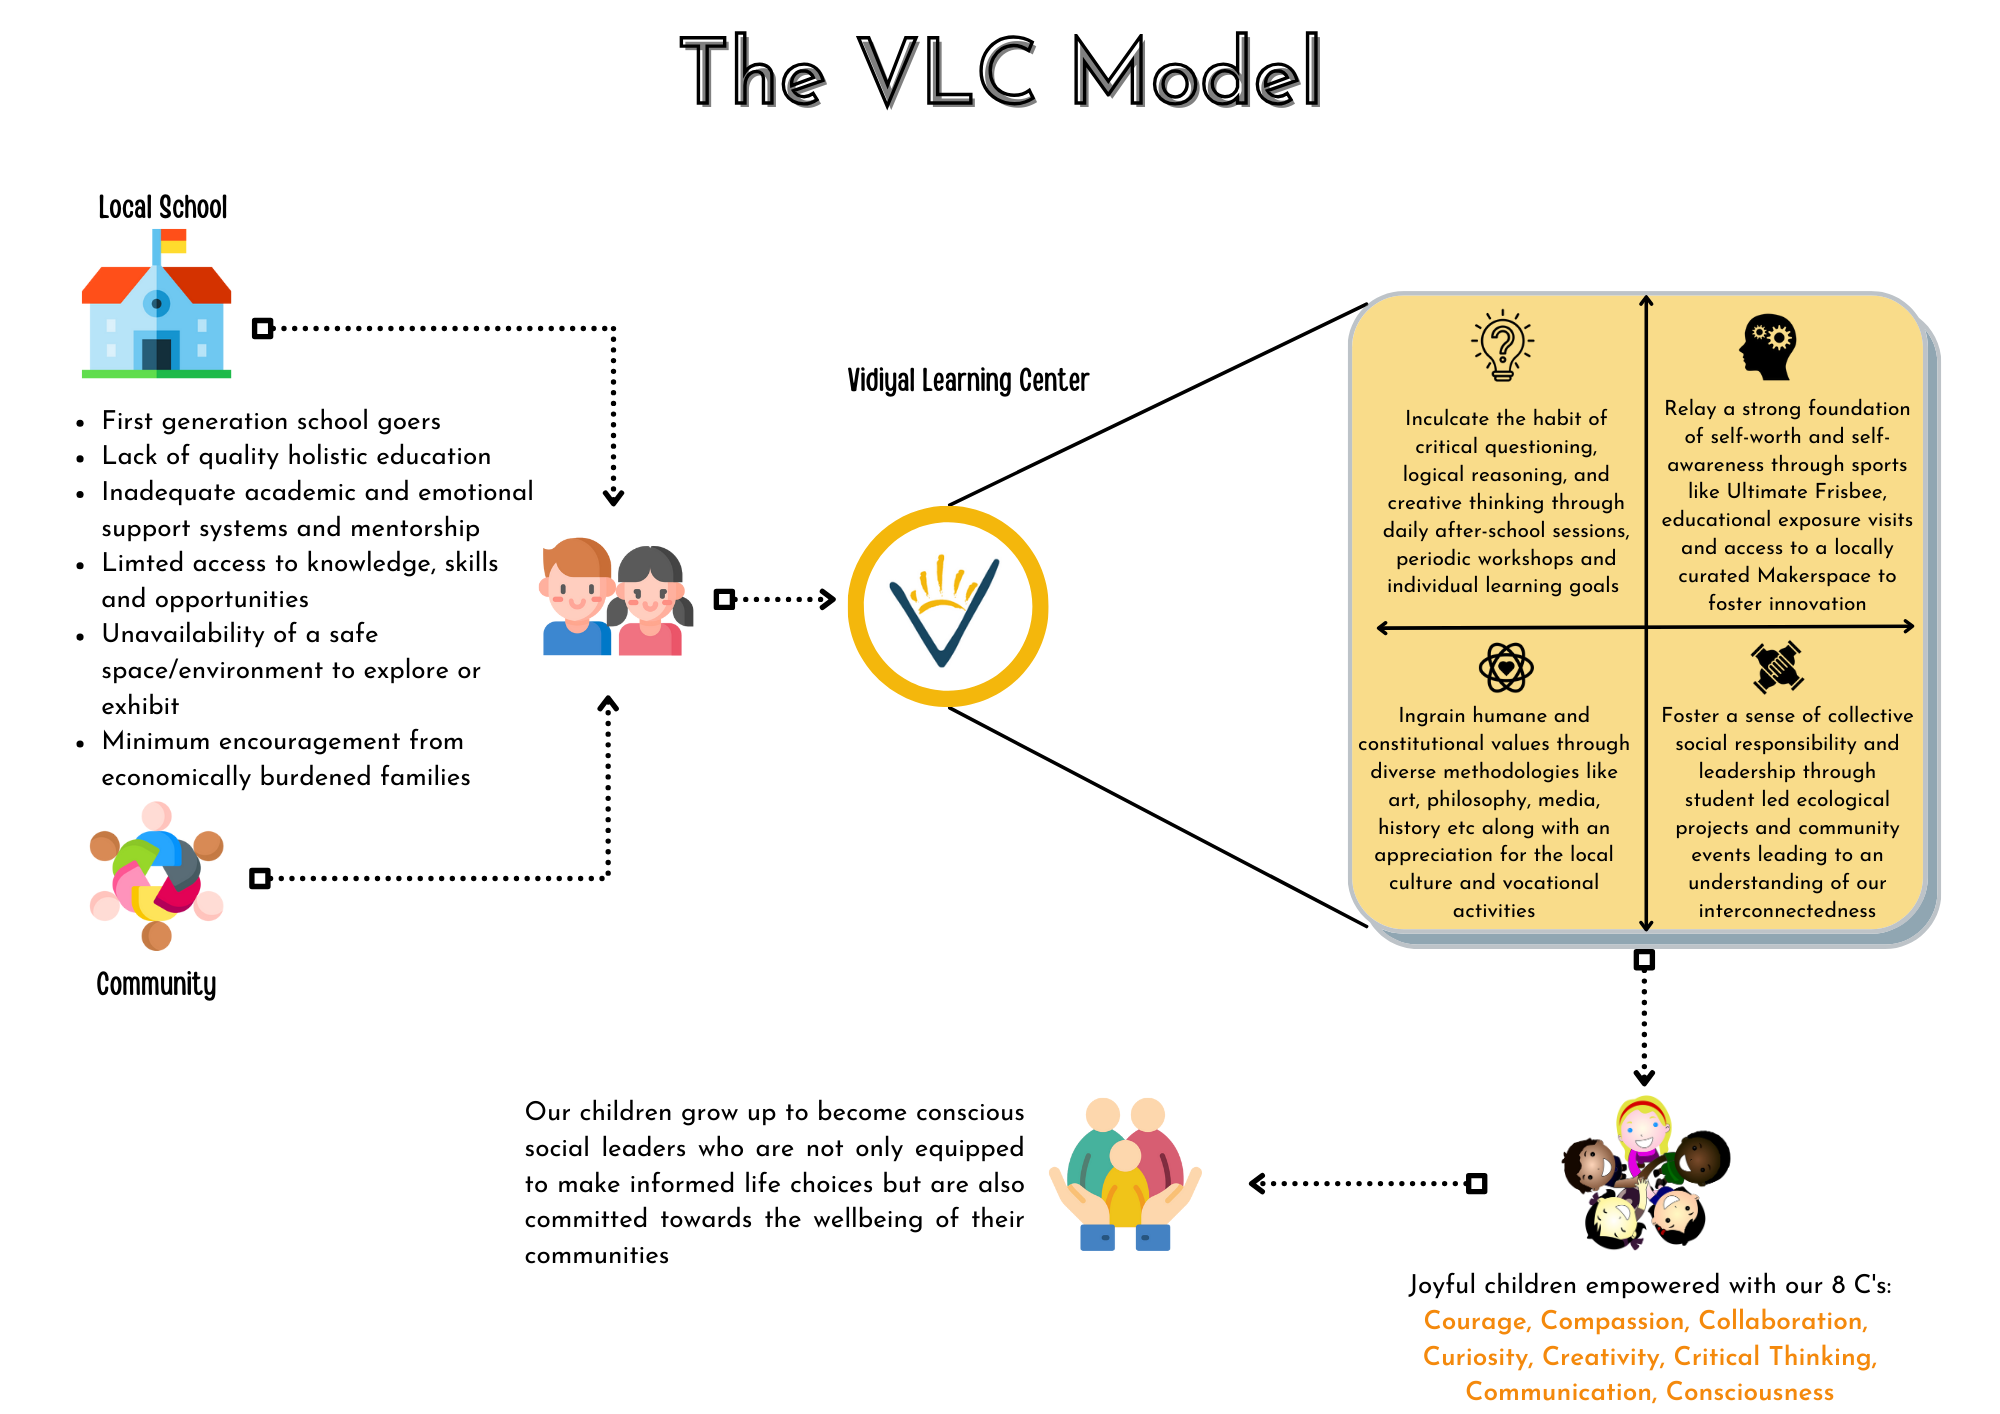 The VLC Model
Local School
• First generation school goers
• Lack of quality holistic education
• Inadequate academic and emotional
support systems and mentorship
• Limted access to knowledge, skills
and opportunities
• Unavailability of a safe
space/environment to explore or
exhibit
• Minimum encouragement from
economically burdened families
Community
Vidiyal Learning Center
Inculcate the habit of
critical questioning,
logical reasoning, and
creative thinking through
daily after-school sessions,
periodic workshops and
individual learning goals
Relay a strong foundation
of self-worth and self-
awareness through sports
like Ultimate Frisbee,
educational exposure visits
and access to a locally
curated Makerspace to
foster innovation
Ingrain humane and
constitutional values through
diverse methodologies like
art, philosophy, media,
history etc along with an
appreciation for the local
culture and vocational
activities
Foster a sense of collective
social responsibility and
leadership through
student led ecological
projects and community
events leading to an
understanding of our
interconnectedness
Joyful children empowered with our 8 C's:
Courage, Compassion, Collaboration,
Curiosity, Creativity, Critical Thinking,
Communication, Consciousness
Our children grow up to become conscious
social leaders who are not only equipped
to make informed life choices but are also
committed towards the wellbeing of their
communities